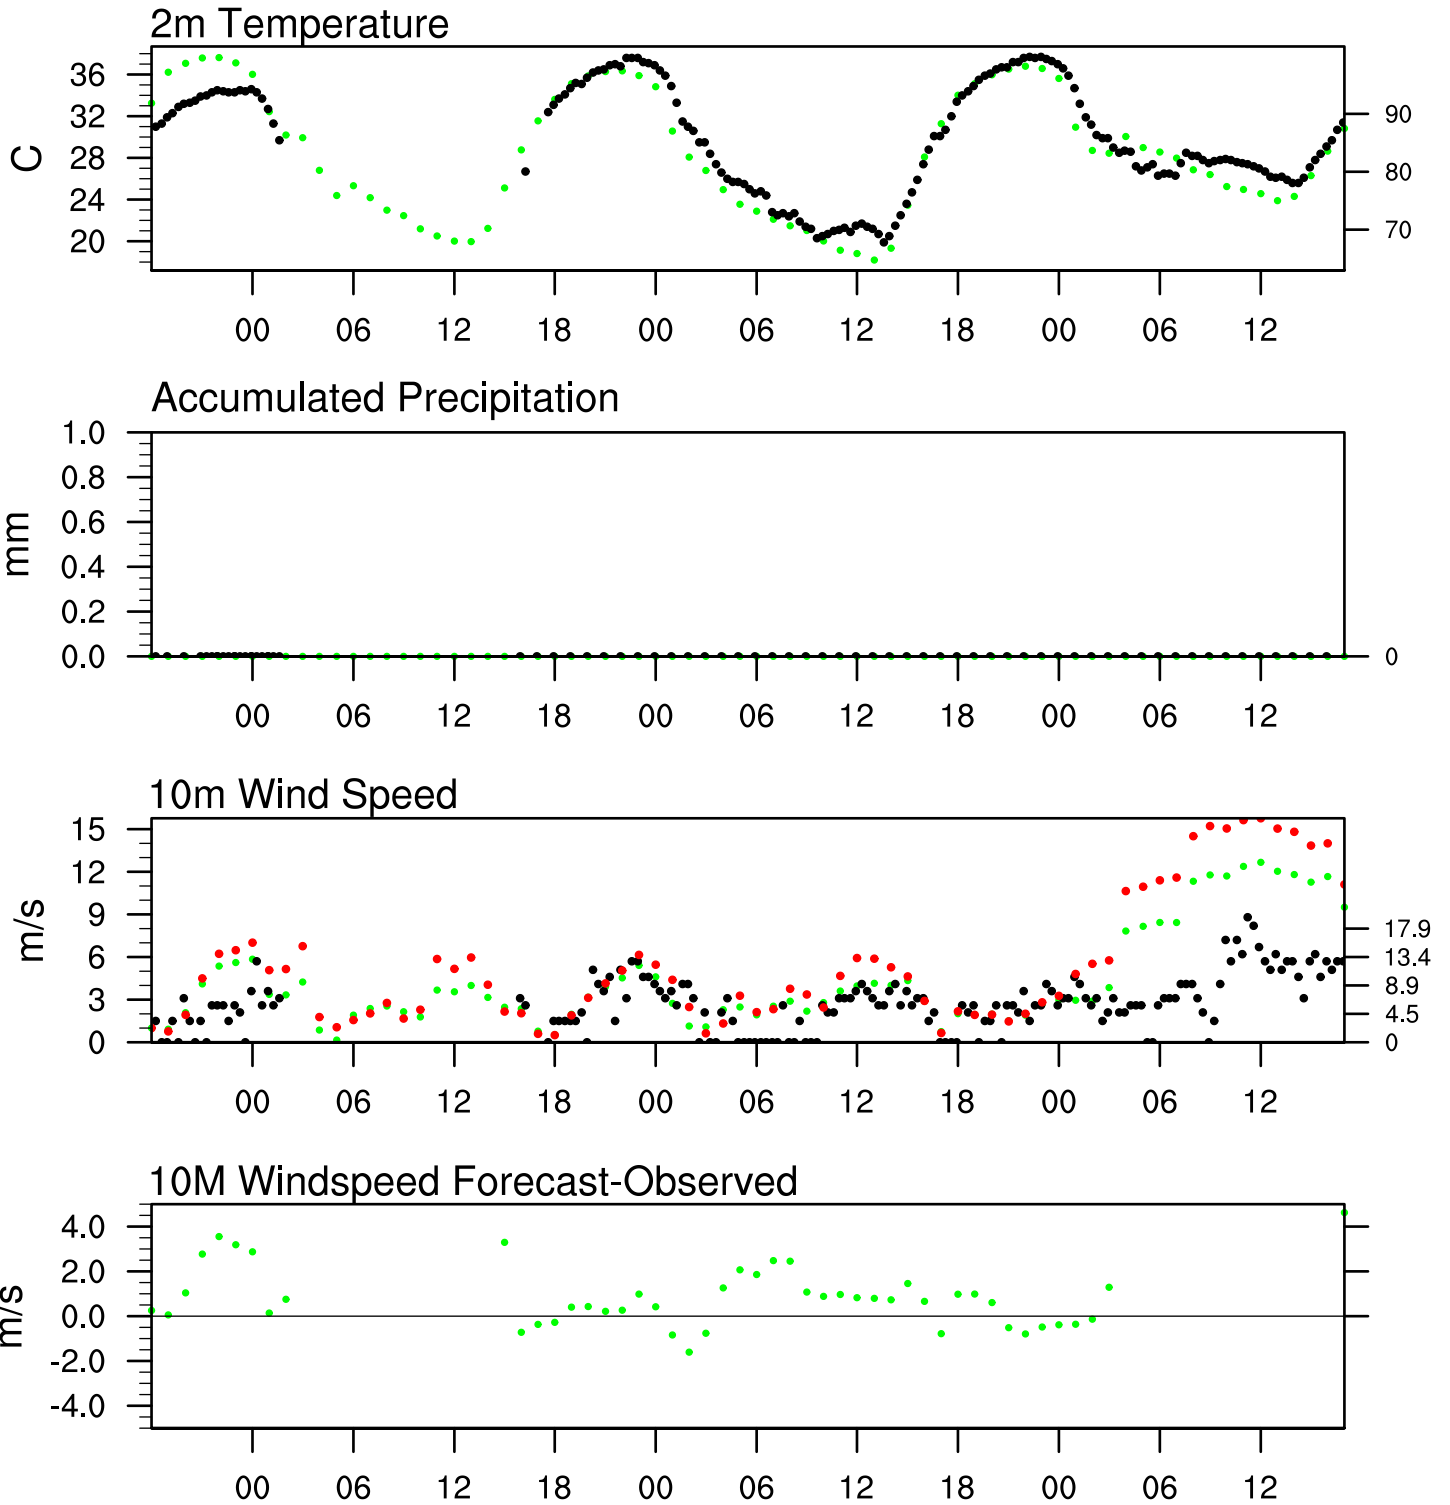 2m Temperature
C
36
32
28
24
20
90
80
70
00 06 12 18 00 06 12 18 00 06 12
Accumulated Precipitation
mm
1.0
0.8
0.6
0.4
0.2
0.0
0
00 06 12 18 00 06 12 18 00 06 12
10m Wind Speed
m/s
15
12
9
6
3
0
17.9
13.4
8.9
4.5
0
00 06 12 18 00 06 12 18 00 06 12
10M Windspeed Forecast-Observed
m/s
4.0
2.0
0.0
-2.0
-4.0
00 06 12 18 00 06 12 18 00 06 12